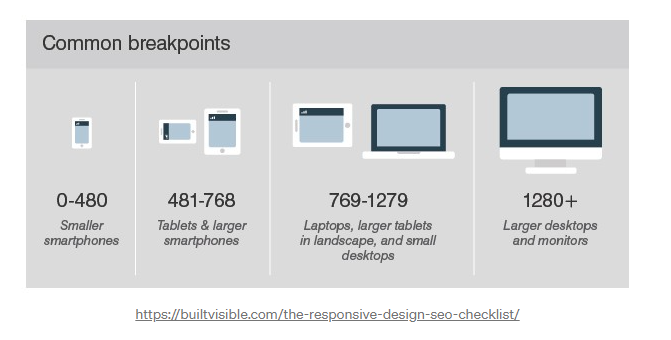 Common breakpoints
0-480
Smaller
smartphones
481-768
Tablets & larger
smartphones
769-1279
Laptops, larger tablets
in landscape, and small
desktops
1280+
Larger desktops
and monitors
https://builtvisible.com/the-responsive-design-seo-checklist/